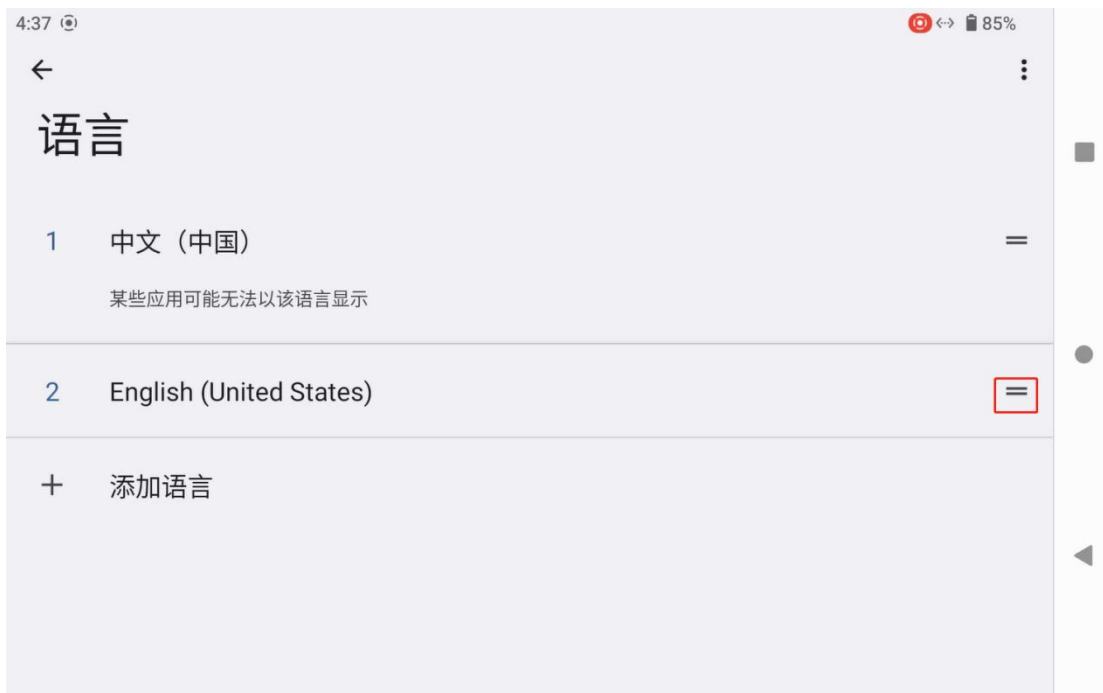 4:37
85%
语言
1 中文（中国）
某些应用可能无法以该语言显示
2 English (United States)
添加语言